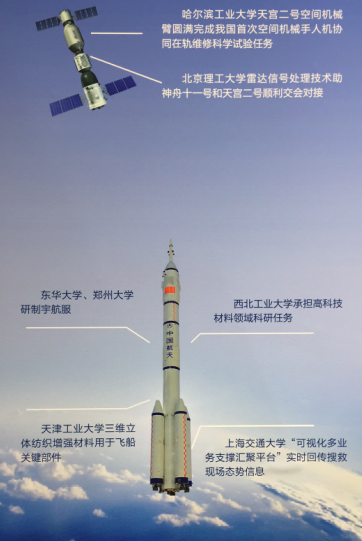 哈尔滨工业大学天宫二号空间机械
臂圆满完成我国首次空间机械手人机协
同在轨维修科学试验任务
北京理工大学雷达信号处理技术助
神舟十一号和天宫二号顺利交会对接
东华大学、郑州大学
研制宇航服
西北工业大学承担高科技
材料领域科研任务
中国航天
天津工业大学三维立
体纺织增强材料用于飞船
关键部件
上海交通大学“可视化多业
务支撑汇聚平台”实时回传搜救
现场态势信息